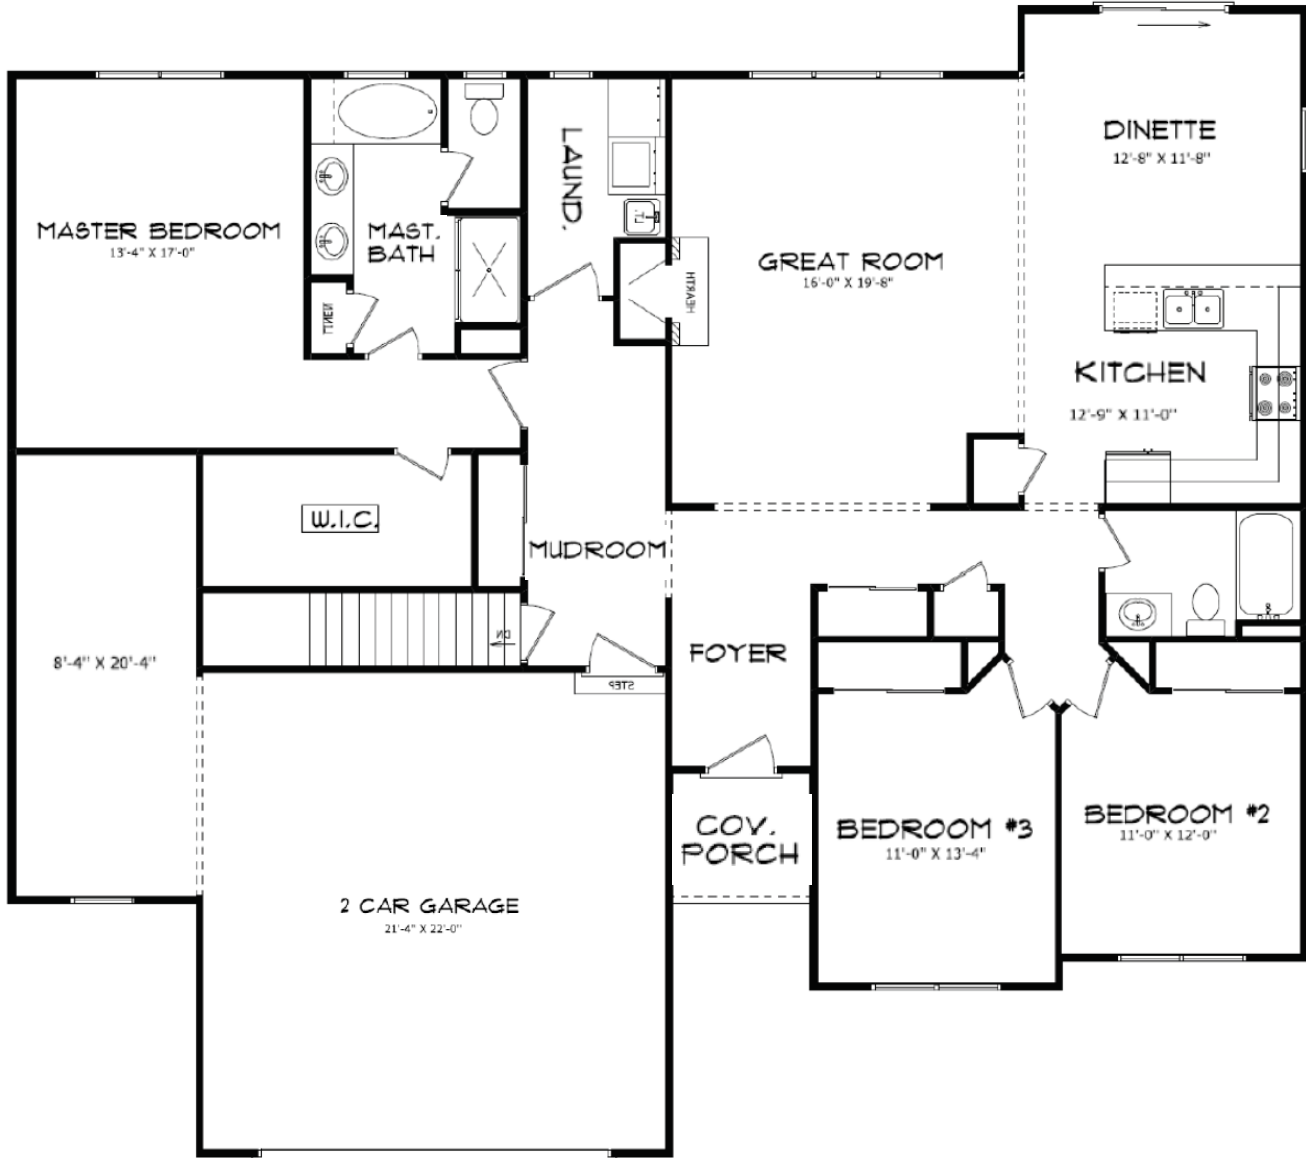 DINETTE
12'-8" X 11'-8"
LAUND.
MASTER BEDROOM
13'-4" X 17'-0"
MAST.
BATH
GREAT ROOM
16'-0" X 19'-8"
HEARTH
LINEN
KITCHEN
12'-9" X 11'-0"
W.I.C.
MUDROOM
DN
FOYER
8'-4" X 20'-4"
STEP
COV.
PORCH
BEDROOM #3
11'-0" X 13'-4"
BEDROOM #2
11'-0" X 12'-0"
2 CAR GARAGE
21'-4" X 22'-0"